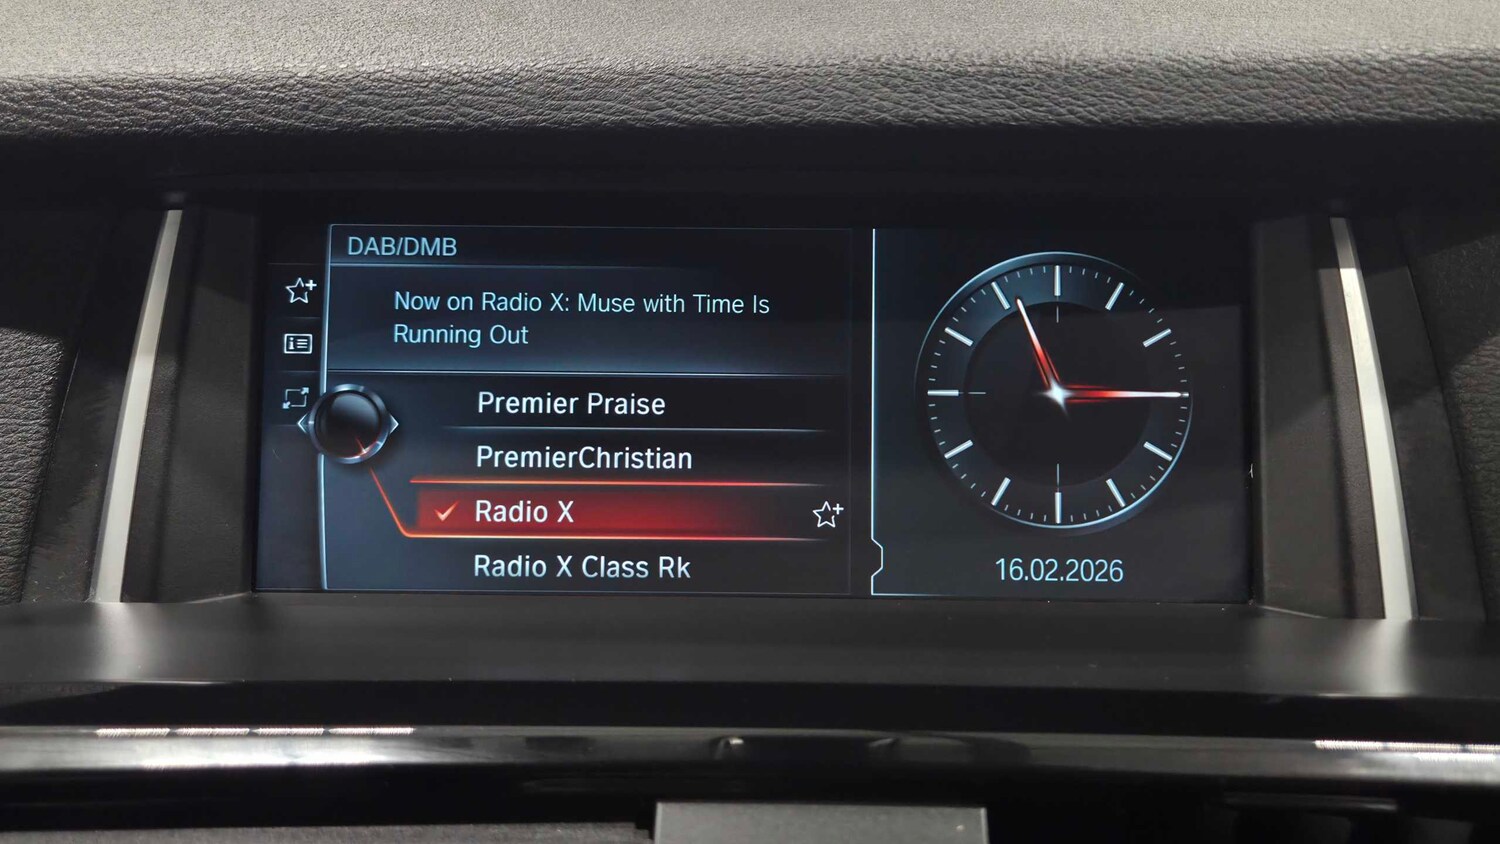 DAB/DMB
Now on Radio X: Muse with Time Is
Running Out
Premier Praise
PremierChristian
Radio X
Radio X Class Rk
16.02.2026